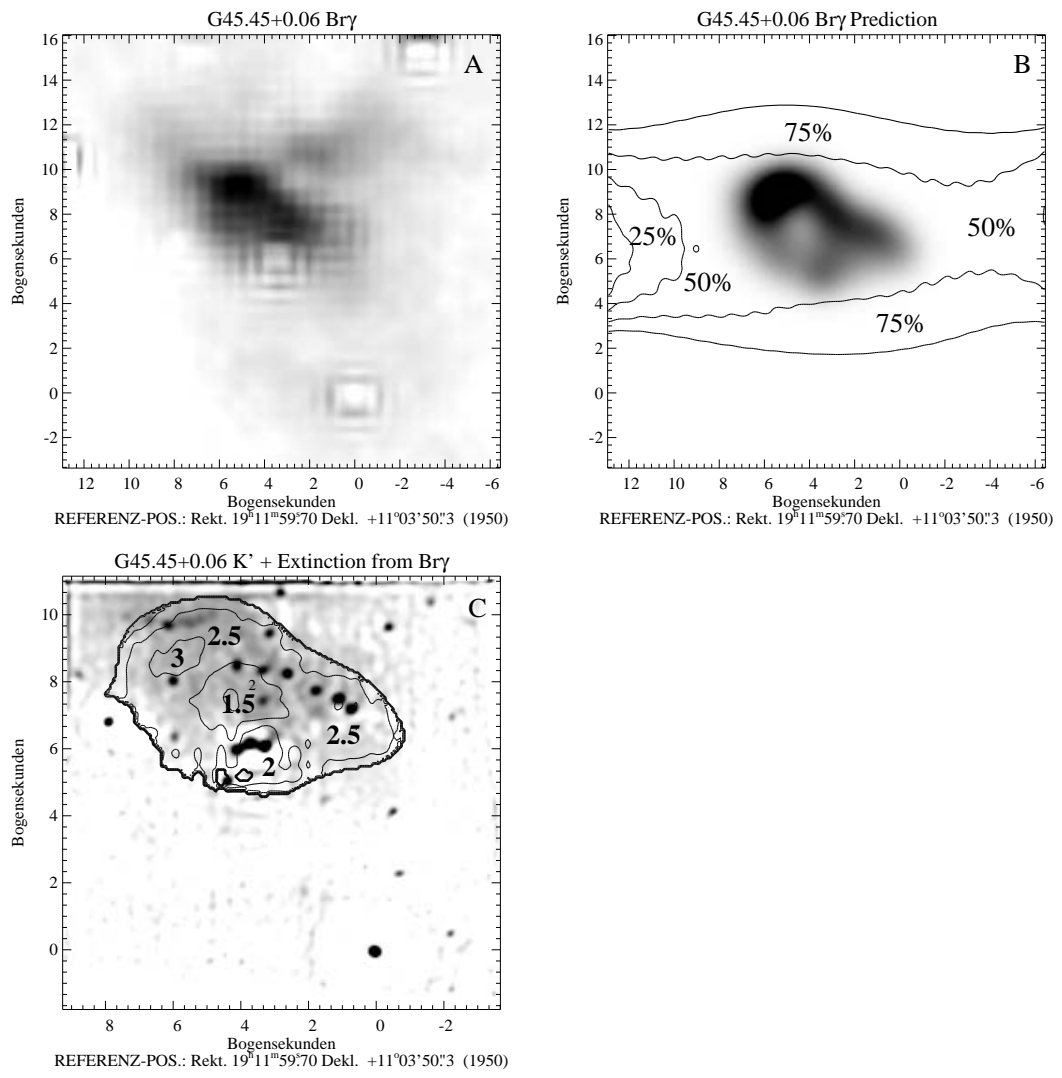 G45.45+0.06 Brγ
A
16
14
12
10
8
6
4
2
0
-2
Bogensekunden
12 10 8 6 4 2 0 -2 -4 -6
Bogensekunden
REFERENZ-POS.: Rekt. 19h11m59s.70 Dekl. +11°03'50".3 (1950)
G45.45+0.06 Brγ Prediction
B
16
14
12
10
8
6
4
2
0
-2
Bogensekunden
75%
25%
50%
50%
75%
12 10 8 6 4 2 0 -2 -4 -6
Bogensekunden
REFERENZ-POS.: Rekt. 19h11m59s.70 Dekl. +11°03'50".3 (1950)
G45.45+0.06 K' + Extinction from Brγ
C
10
8
6
4
2
0
Bogensekunden
2.5
3
2
1.5
2.5
2
8 6 4 2 0 -2
Bogensekunden
REFERENZ-POS.: Rekt. 19h11m59s.70 Dekl. +11°03'50".3 (1950)